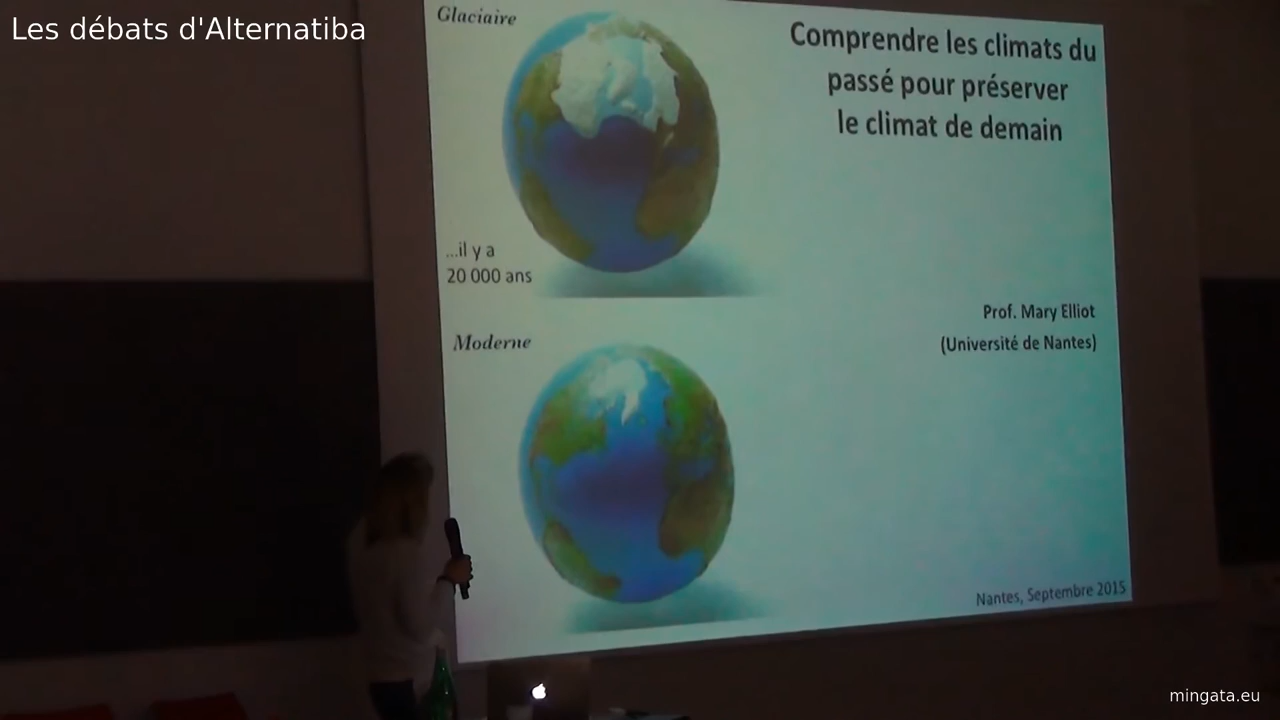 Les débats d'Alternatiba
Glaciaire
Comprendre les climats du
passé pour préserver
le climat de demain
...il y a
20 000 ans
Prof. Mary Elliot
(Université de Nantes)
Moderne
Nantes, Septembre 2015
mingata.eu